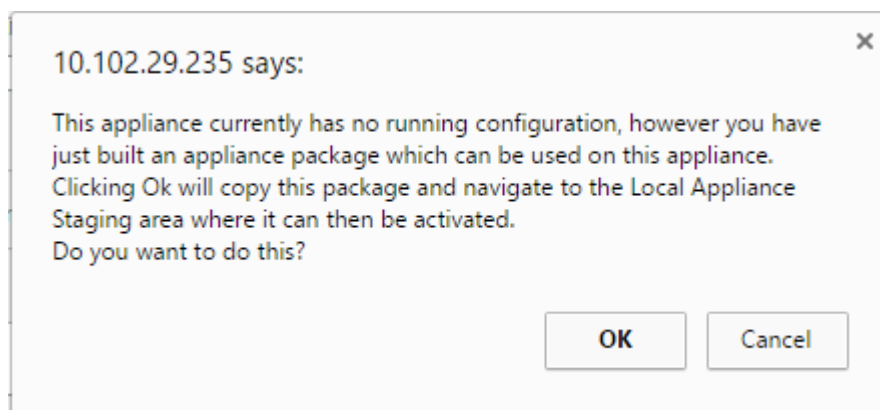 10.102.29.235 says:
This appliance currently has no running configuration, however you have
just built an appliance package which can be used on this appliance.
Clicking Ok will copy this package and navigate to the Local Appliance
Staging area where it can then be activated.
Do you want to do this?
OK Cancel